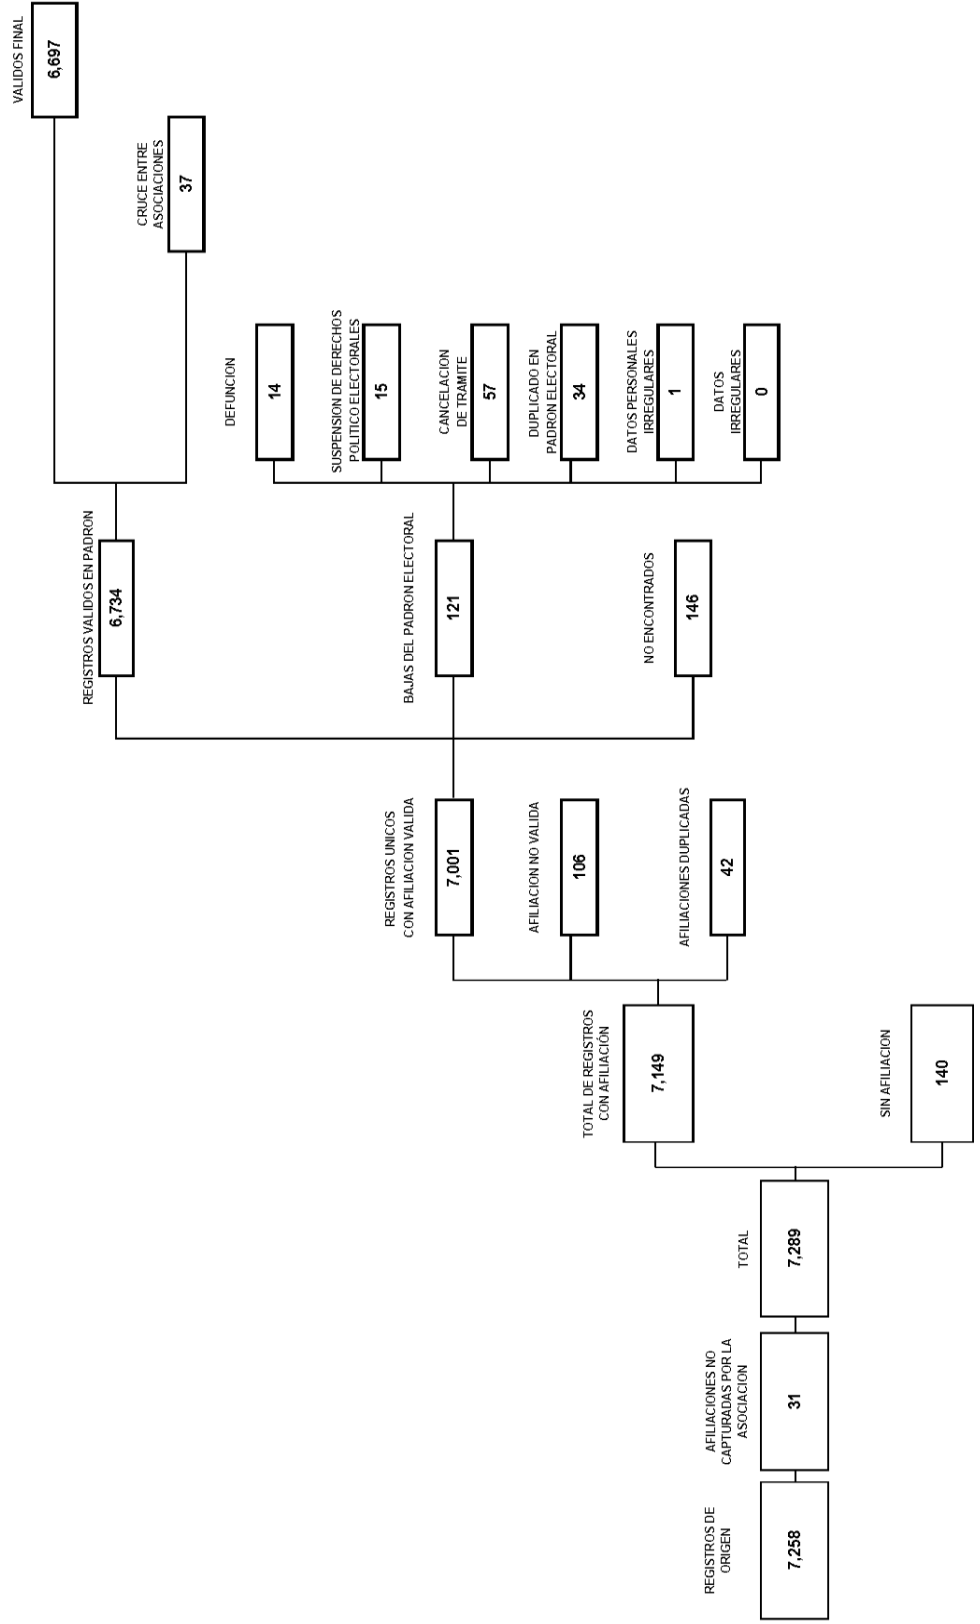 REGISTROS DE
ORIGEN
7,258
AFILIACIONES NO
CAPTURADAS POR LA
ASOCIACION
31
TOTAL
7,289
TOTAL DE REGISTROS
CON AFILIACIÓN
7,149
SIN AFILIACION
140
REGISTROS UNICOS
CON AFILIACION VALIDA
7,001
AFILIACION NO VALIDA
106
AFILIACIONES DUPLICADAS
42
REGISTROS VALIDOS EN PADRON
6,734
BAJAS DEL PADRON ELECTORAL
121
NO ENCONTRADOS
146
DEFUNCION
14
SUSPENSION DE DERECHOS
POLITICO ELECTORALES
15
CANCELACION
DE TRAMITE
57
DUPLICADO EN
PADRON ELECTORAL
34
DATOS PERSONALES
IRREGULARES
1
DATOS
IRREGULARES
0
CRUCE ENTRE
ASOCIACIONES
37
VALIDOS FINAL
6,697